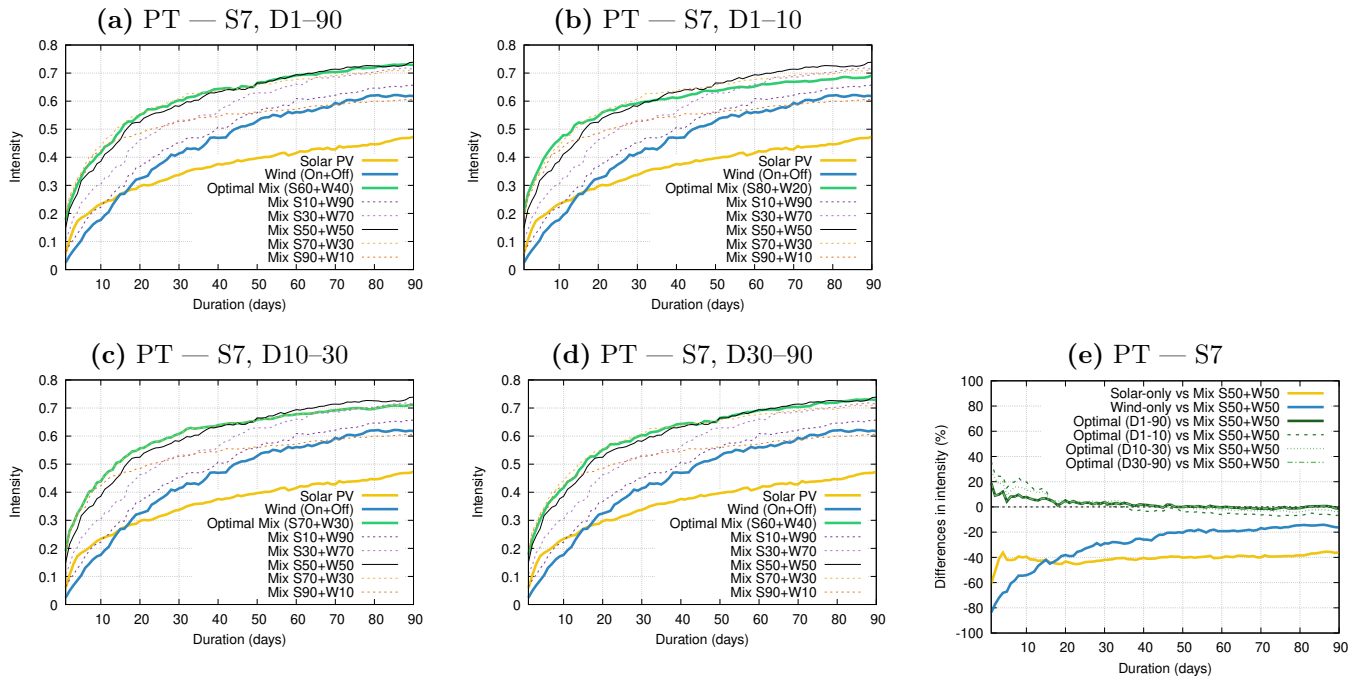 (a) PT — S7, D1–90
Intensity
0.8
0.7
0.6
0.5
0.4
0.3
0.2
0.1
0
Solar PV
Wind (On+Off)
Optimal Mix (S60+W40)
Mix S10+W90
Mix S30+W70
Mix S50+W50
Mix S70+W30
Mix S90+W10
10 20 30 40 50 60 70 80 90
Duration (days)
(b) PT — S7, D1–10
Intensity
0.8
0.7
0.6
0.5
0.4
0.3
0.2
0.1
0
Solar PV
Wind (On+Off)
Optimal Mix (S80+W20)
Mix S10+W90
Mix S30+W70
Mix S50+W50
Mix S70+W30
Mix S90+W10
10 20 30 40 50 60 70 80 90
Duration (days)
(c) PT — S7, D10–30
Intensity
0.8
0.7
0.6
0.5
0.4
0.3
0.2
0.1
0
Solar PV
Wind (On+Off)
Optimal Mix (S70+W30)
Mix S10+W90
Mix S30+W70
Mix S50+W50
Mix S70+W30
Mix S90+W10
10 20 30 40 50 60 70 80 90
Duration (days)
(d) PT — S7, D30–90
Intensity
0.8
0.7
0.6
0.5
0.4
0.3
0.2
0.1
0
Solar PV
Wind (On+Off)
Optimal Mix (S60+W40)
Mix S10+W90
Mix S30+W70
Mix S50+W50
Mix S70+W30
Mix S90+W10
10 20 30 40 50 60 70 80 90
Duration (days)
(e) PT — S7
Differences in intensity (%)
100
80
60
40
20
0
-20
-40
-60
-80
-100
Solar-only vs Mix S50+W50
Wind-only vs Mix S50+W50
Optimal (D1-90) vs Mix S50+W50
Optimal (D1-10) vs Mix S50+W50
Optimal (D10-30) vs Mix S50+W50
Optimal (D30-90) vs Mix S50+W50
10 20 30 40 50 60 70 80 90
Duration (days)